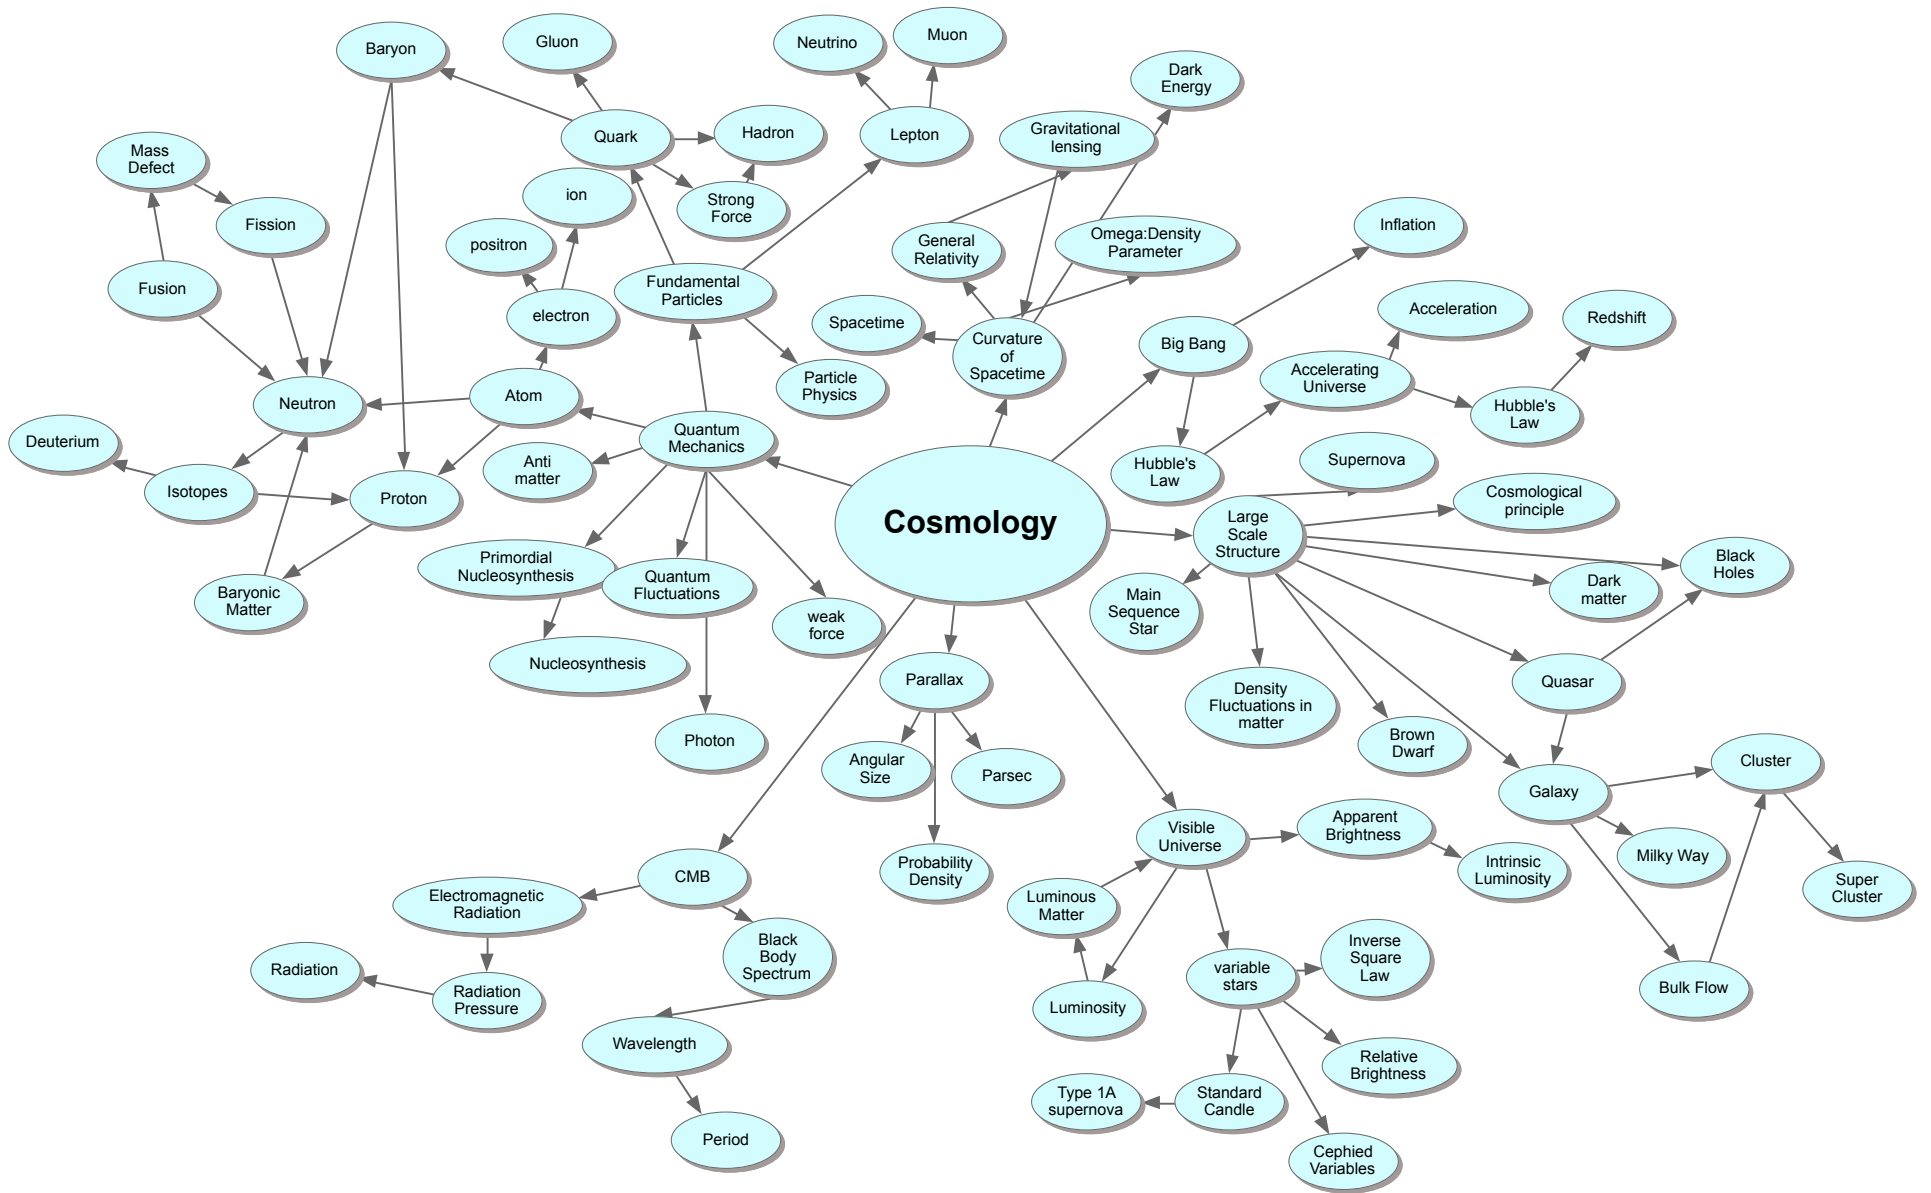 Baryon
Gluon
Neutrino
Muon
Dark
Energy
Quark
Hadron
Lepton
Gravitational
lensing
Mass
Defect
ion
Strong
Force
Fission
positron
General
Relativity
Omega:Density
Parameter
Inflation
Fusion
Fundamental
Particles
electron
Spacetime
Acceleration
Redshift
Curvature
of
Spacetime
Big Bang
Accelerating
Universe
Particle
Physics
Neutron
Atom
Hubble's
Law
Deuterium
Quantum
Mechanics
Anti
matter
Hubble's
Law
Supernova
Isotopes
Proton
Cosmology
Large
Scale
Structure
Cosmological
principle
Primordial
Nucleosynthesis
Quantum
Fluctuations
Black
Holes
Dark
matter
Baryonic
Matter
weak
force
Main
Sequence
Star
Nucleosynthesis
Parallax
Density
Fluctuations in
matter
Quasar
Photon
Angular
Size
Parsec
Brown
Dwarf
Cluster
Galaxy
Visible
Universe
Apparent
Brightness
Milky Way
Probability
Density
Intrinsic
Luminosity
Super
Cluster
CMB
Electromagnetic
Radiation
Luminous
Matter
Black
Body
Spectrum
Inverse
Square
Law
Radiation
Radiation
Pressure
variable
stars
Luminosity
Bulk Flow
Wavelength
Relative
Brightness
Type 1A
supernova
Standard
Candle
Period
Cephied
Variables